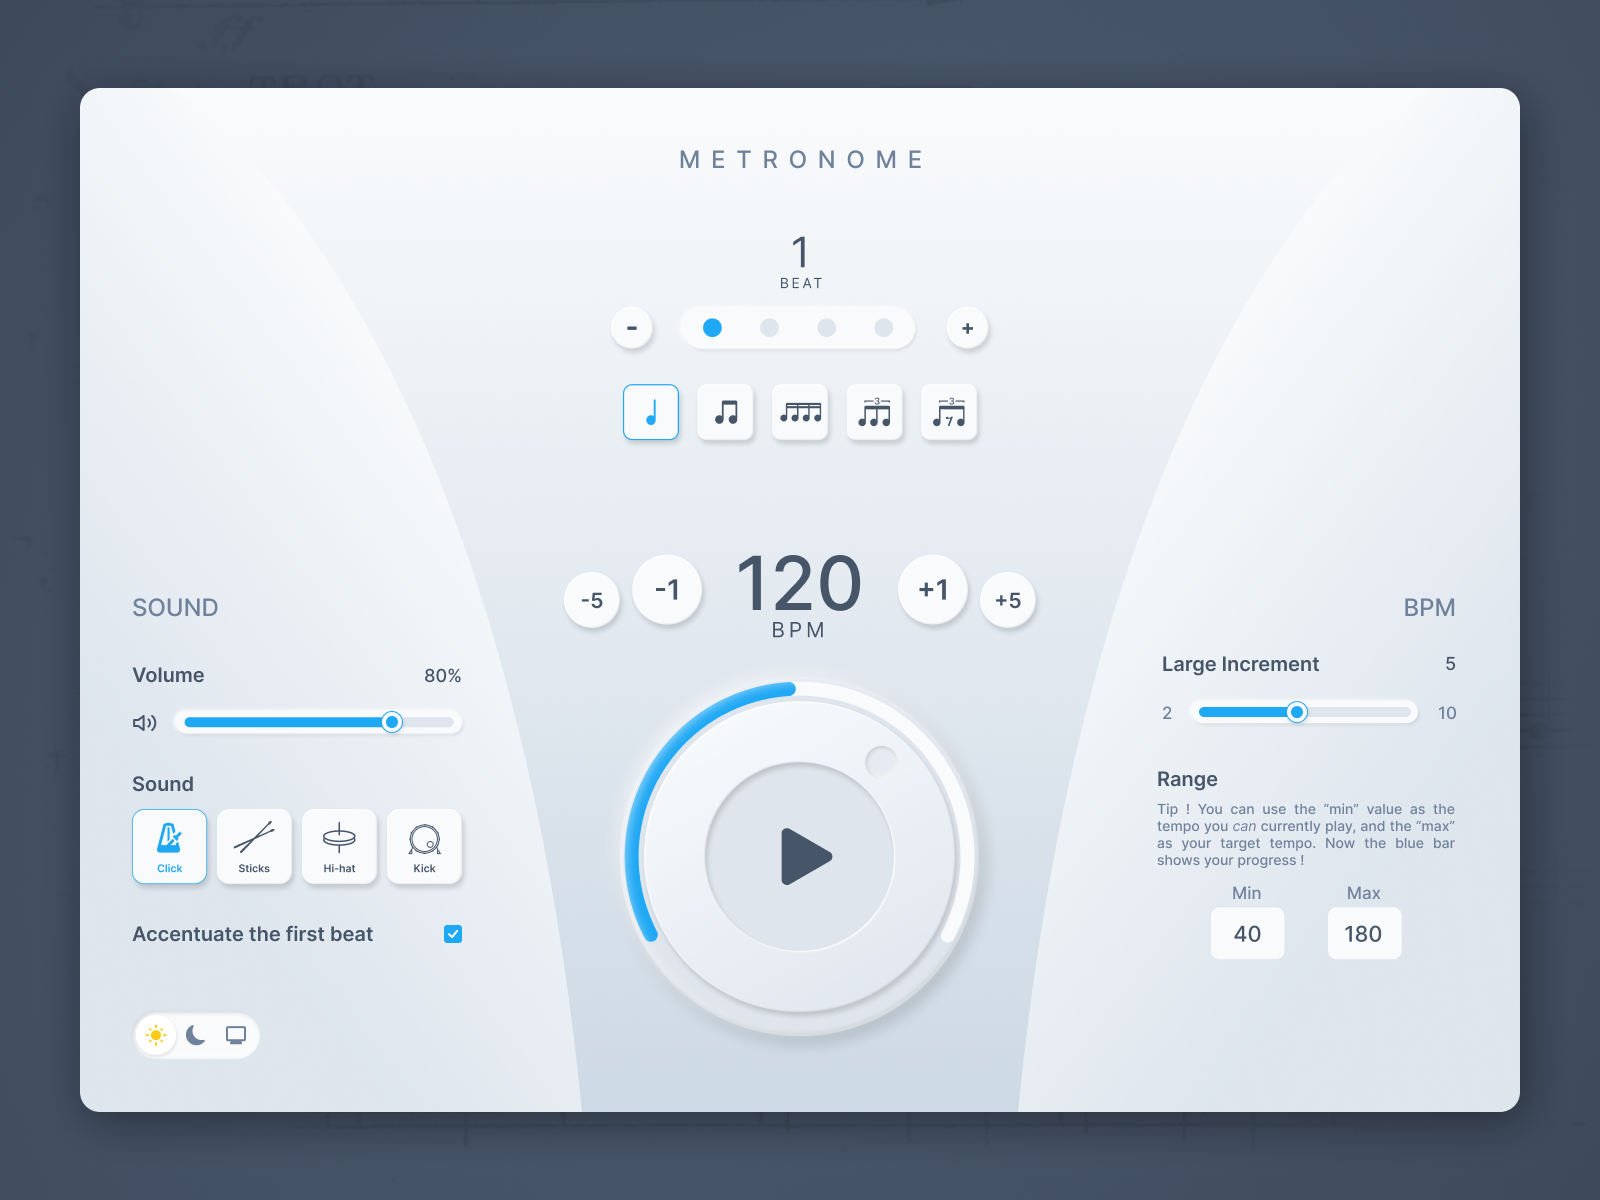 METRONOME
1
BEAT
-
+
3
3
-5
-1
120
BPM
+1
+5
SOUND
Volume
80%
Sound
Click
Sticks
Hi-hat
Kick
Accentuate the first beat
BPM
Large Increment
5
2
10
Range
Tip ! You can use the “min” value as the
tempo you can currently play, and the “max”
as your target tempo. Now the blue bar
shows your progress !
Min
Max
40
180